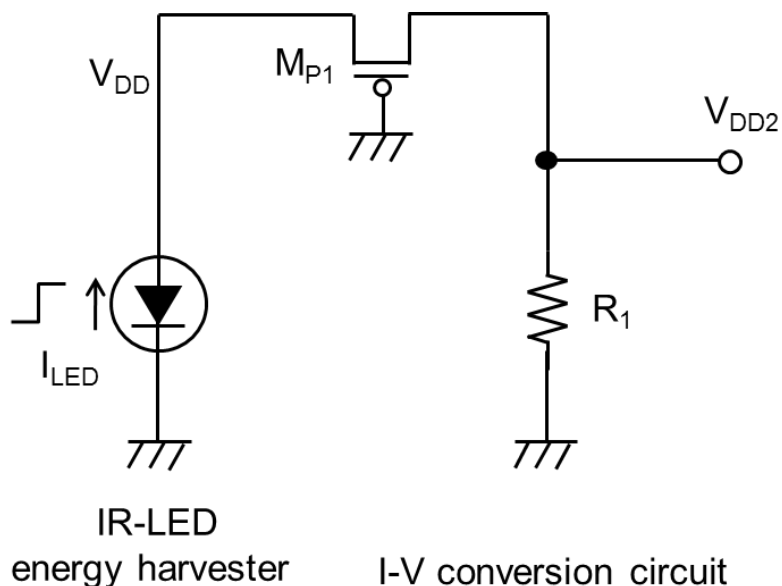 M_P1
V_DD
V_DD2
R_1
I_LED
IR-LED
energy harvester
I-V conversion circuit